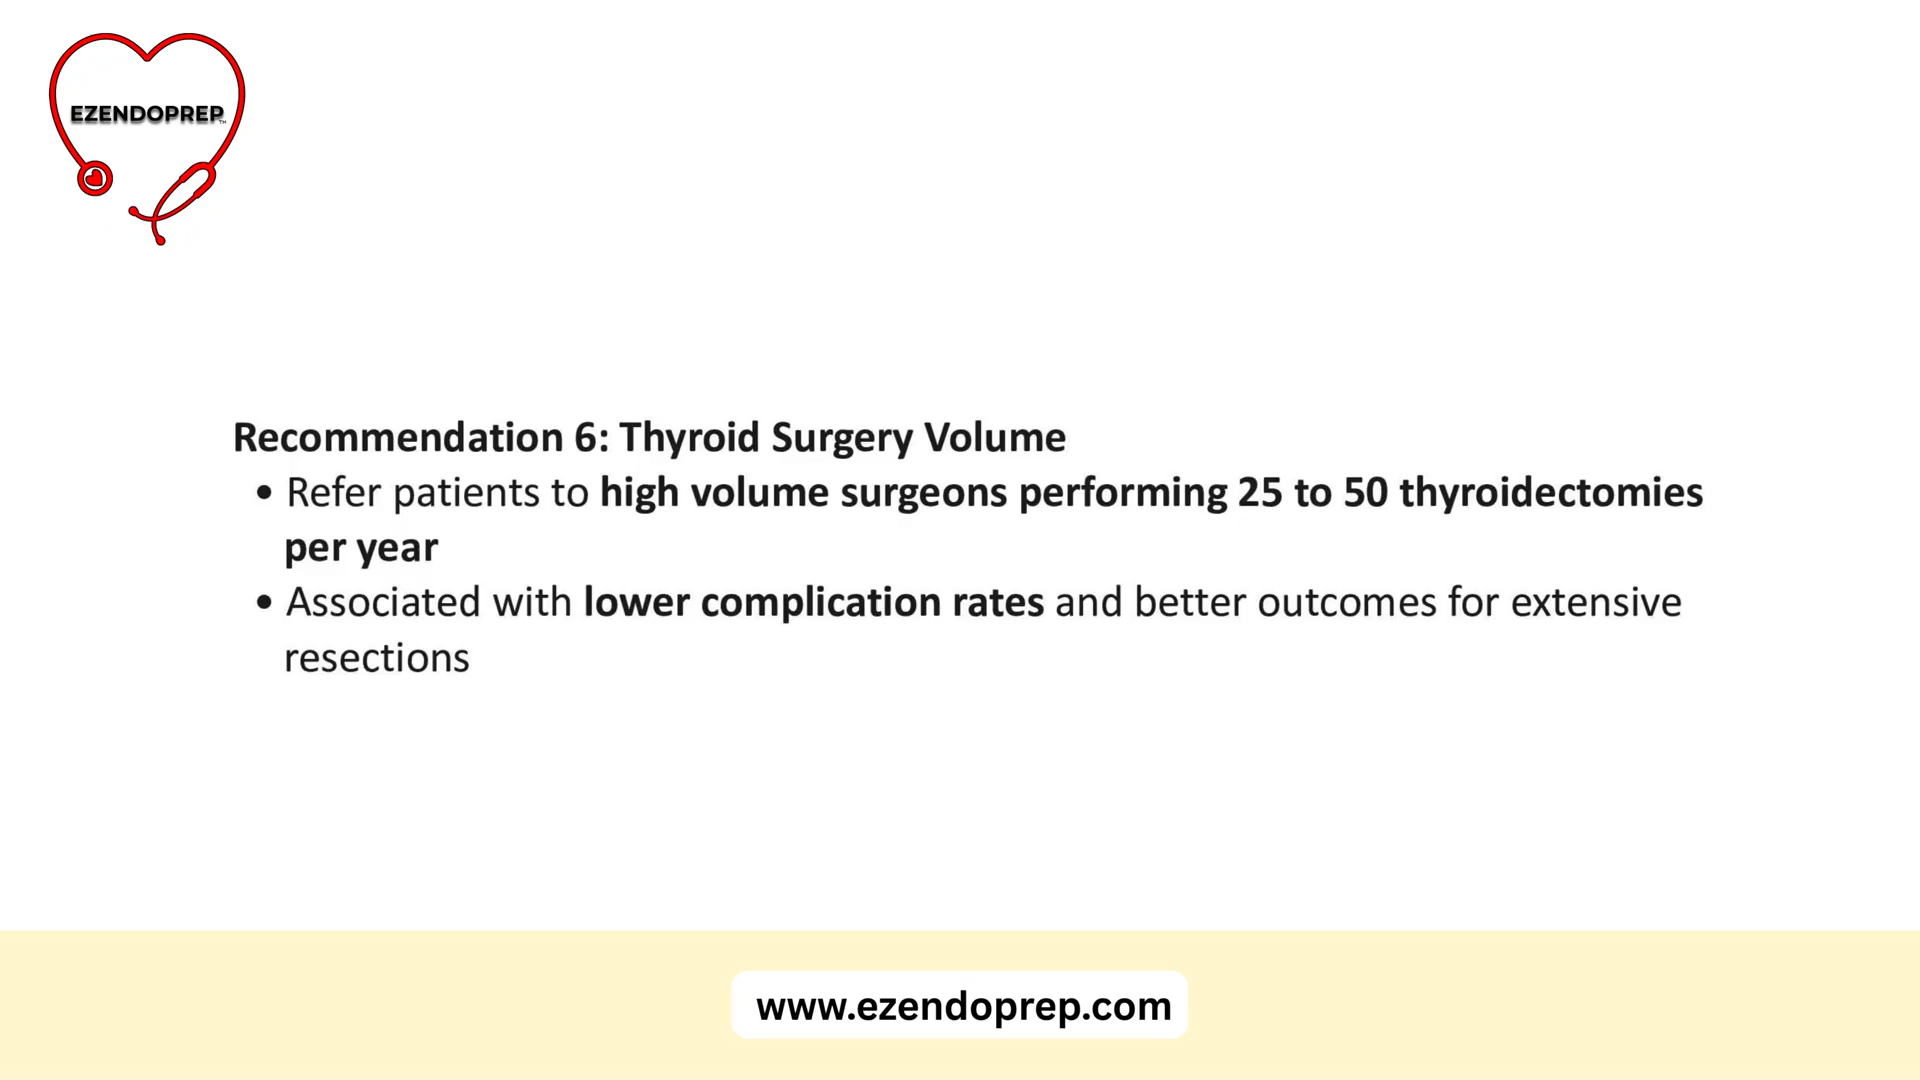 EZENDOPREP™
Recommendation 6: Thyroid Surgery Volume
• Refer patients to high volume surgeons performing 25 to 50 thyroidectomies
per year
• Associated with lower complication rates and better outcomes for extensive
resections
www.ezendoprep.com